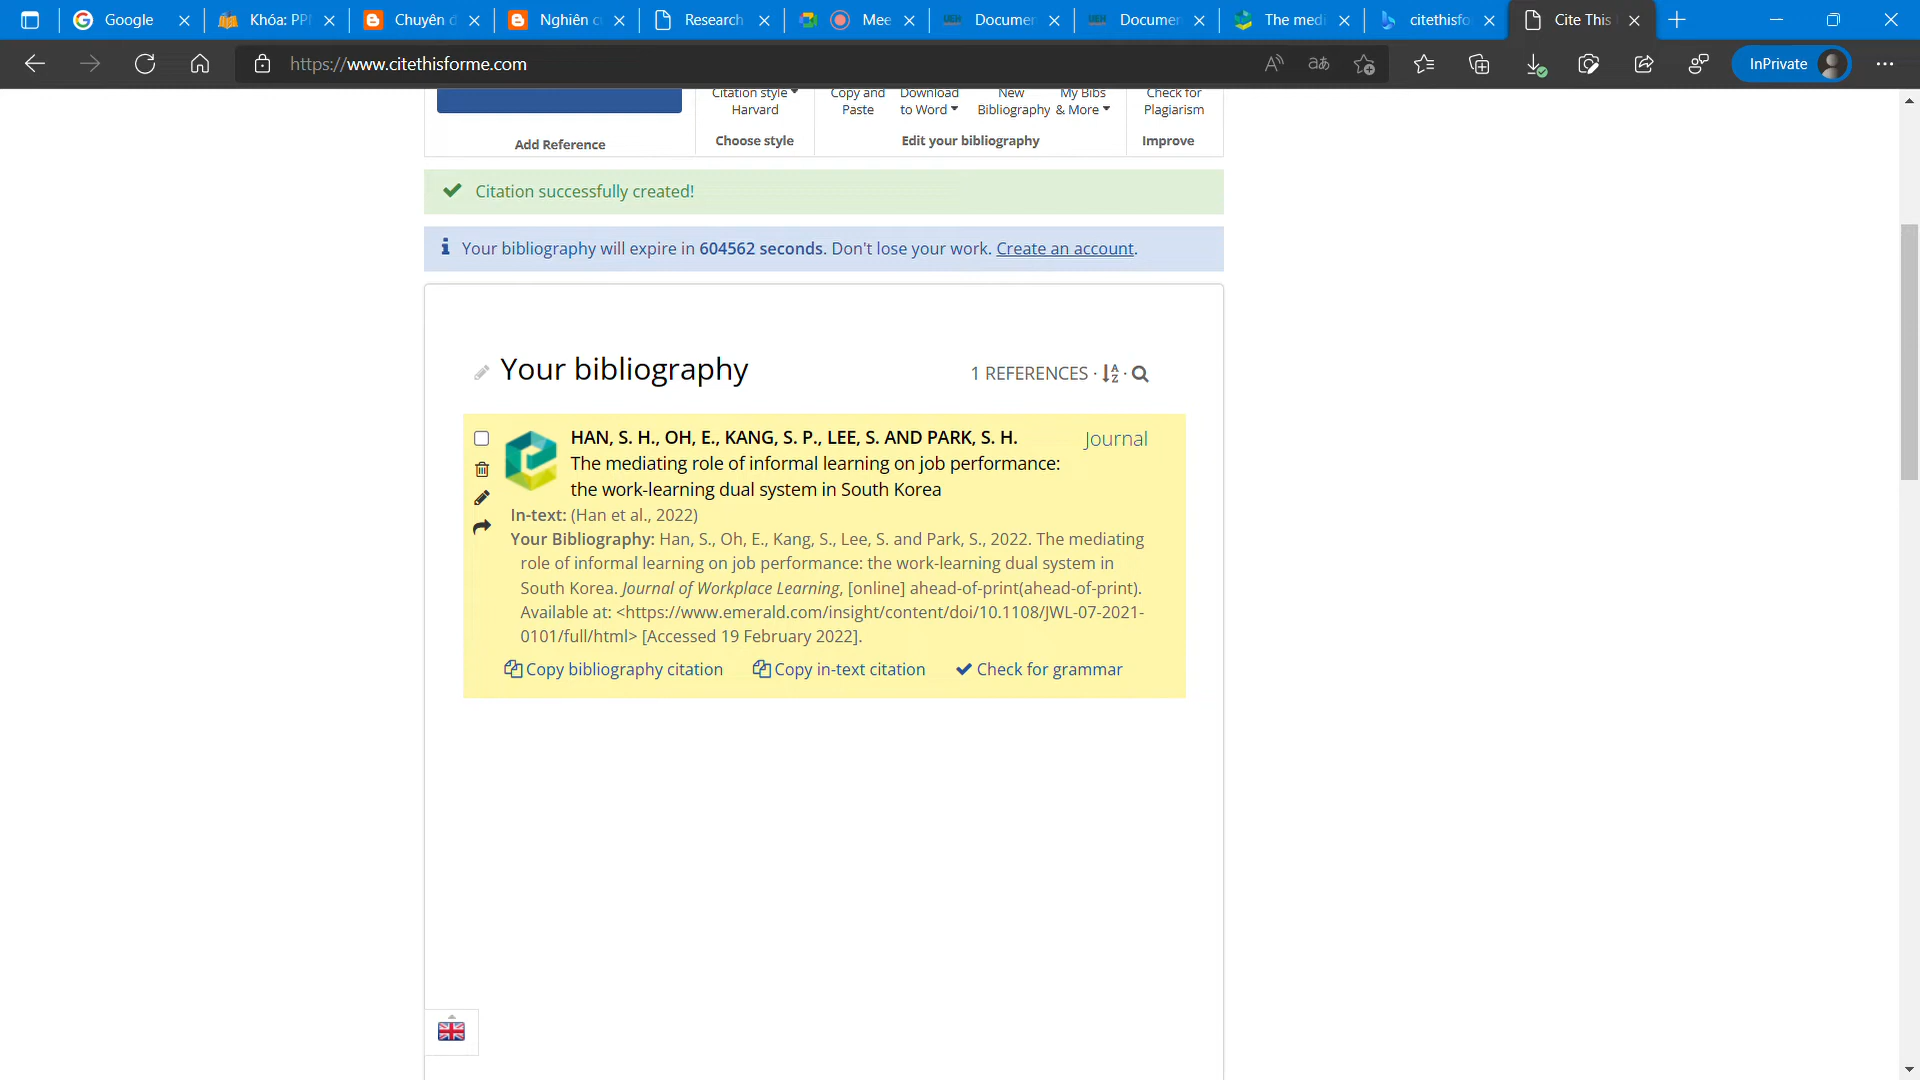 Google
Khóa: PPI
Chuyên đ
Nghiên c
Research
Mee
Documen
Documen
The medi
citethisfo
Cite This
https://www.citethisforme.com
InPrivate
Citation style
Harvard
Copy and
Paste
Download
to Word
New
Bibliography
My Bibs
& More
Check for
Plagiarism
Add Reference
Choose style
Edit your bibliography
Improve
Citation successfully created!
Your bibliography will expire in 604562 seconds. Don't lose your work. Create an account.
Your bibliography
1 REFERENCES ·
HAN, S. H., OH, E., KANG, S. P., LEE, S. AND PARK, S. H.
Journal
The mediating role of informal learning on job performance:
the work-learning dual system in South Korea
In-text: (Han et al., 2022)
Your Bibliography: Han, S., Oh, E., Kang, S., Lee, S. and Park, S., 2022. The mediating
role of informal learning on job performance: the work-learning dual system in
South Korea. Journal of Workplace Learning, [online] ahead-of-print(ahead-of-print).
Available at: <https://www.emerald.com/insight/content/doi/10.1108/JWL-07-2021-
0101/full/html> [Accessed 19 February 2022].
Copy bibliography citation
Copy in-text citation
Check for grammar